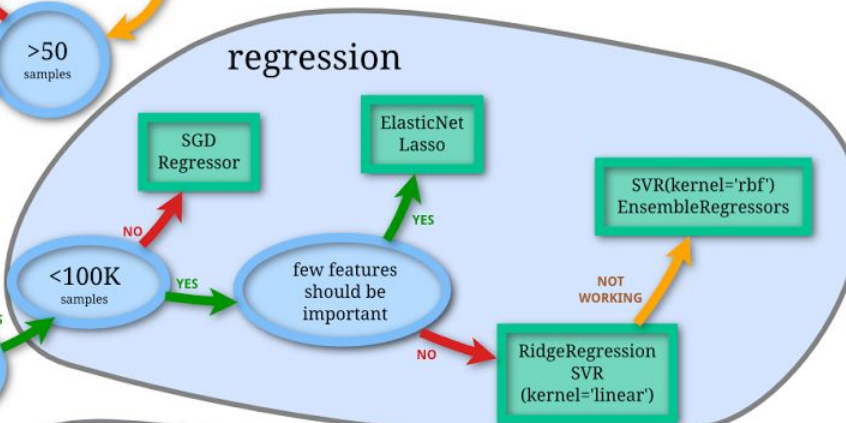 >50
samples
regression
SGD
Regressor
ElasticNet
Lasso
SVR(kernel='rbf')
EnsembleRegressors
NO
YES
<100K
samples
YES
few features
should be
important
NOT
WORKING
NO
RidgeRegression
SVR
(kernel='linear')